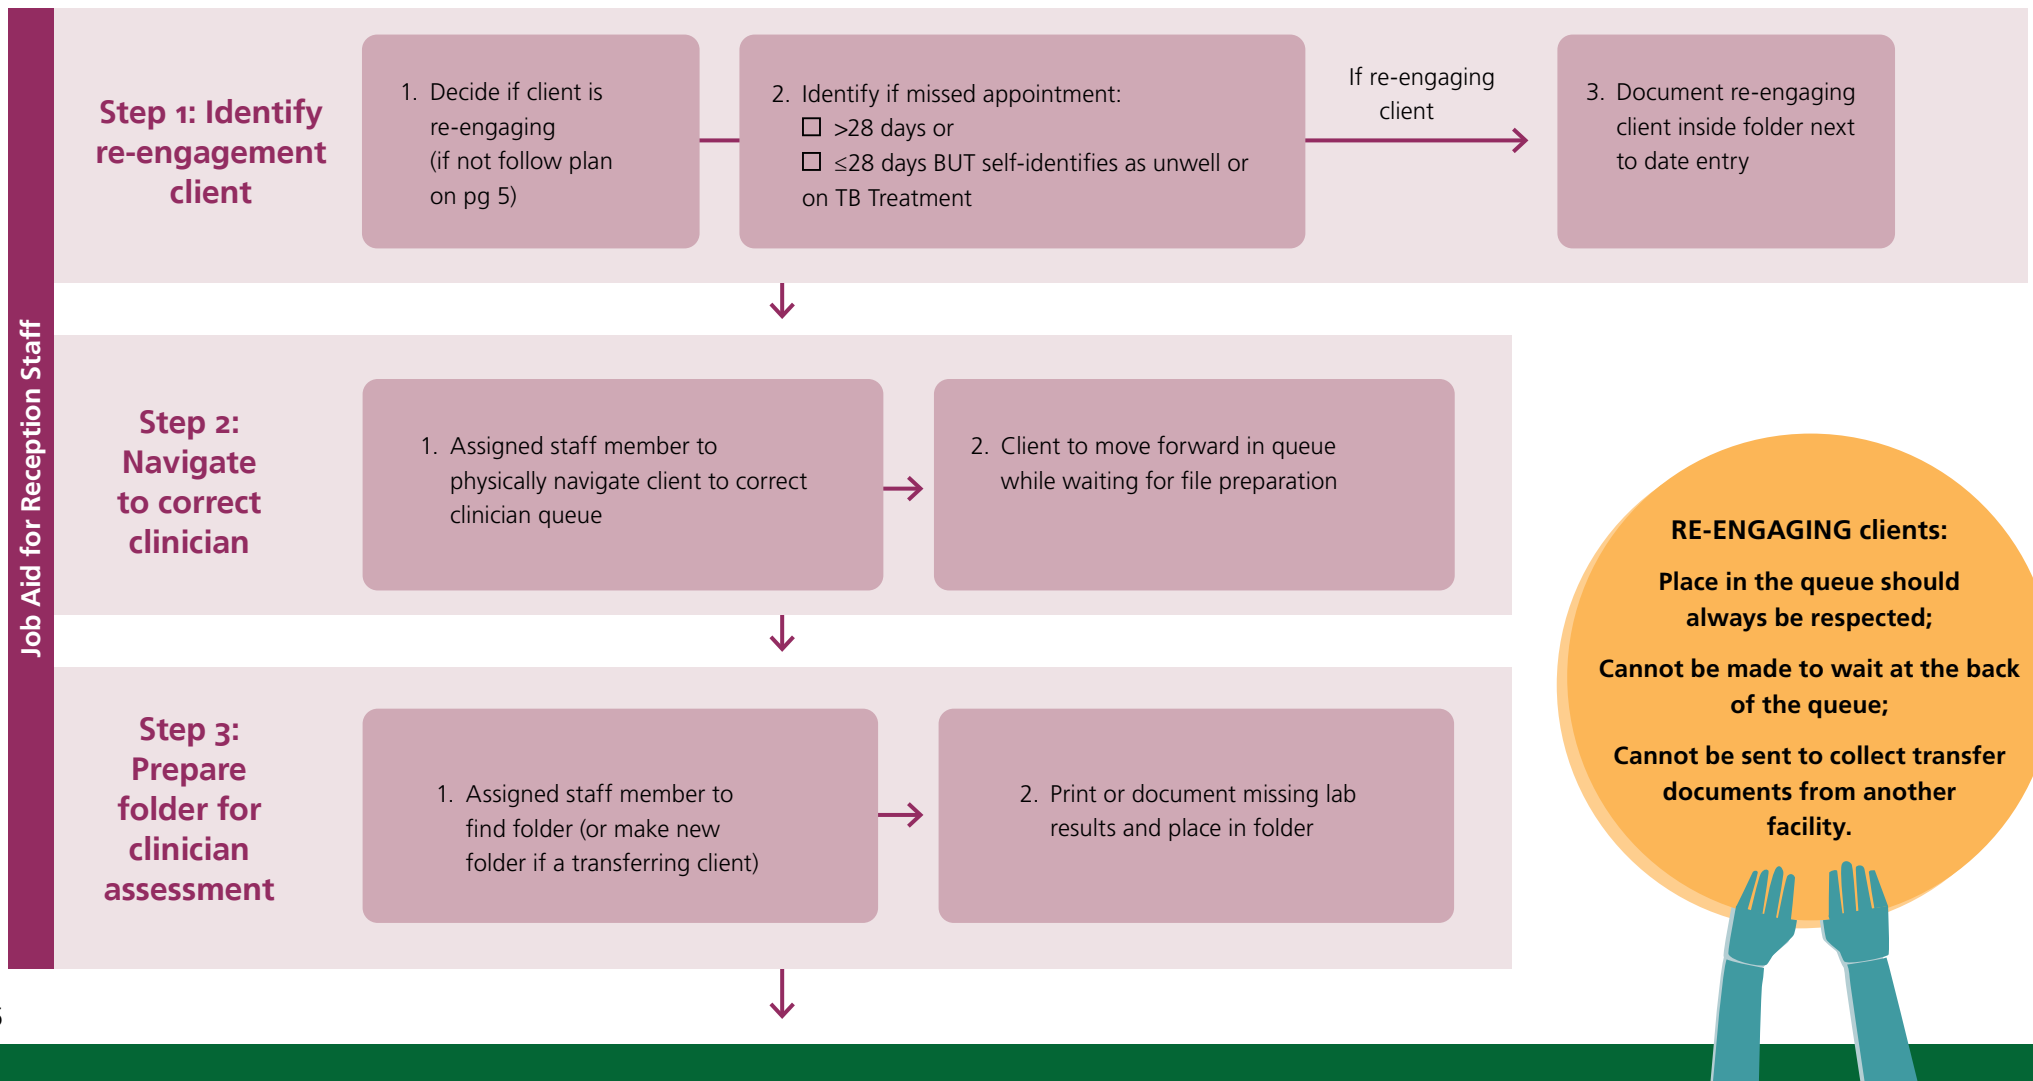 Job Aid for Reception Staff
Step 1: Identify
re-engagement
client
1. Decide if client is
re-engaging
(if not follow plan
on pg 5)
2. Identify if missed appointment:
☐ >28 days or
☐ ≤28 days BUT self-identifies as unwell or
on TB Treatment
If re-engaging
client
3. Document re-engaging
client inside folder next
to date entry
Step 2:
Navigate
to correct
clinician
1. Assigned staff member to
physically navigate client to correct
clinician queue
2. Client to move forward in queue
while waiting for file preparation
Step 3:
Prepare
folder for
clinician
assessment
1. Assigned staff member to
find folder (or make new
folder if a transferring client)
2. Print or document missing lab
results and place in folder
RE-ENGAGING clients:
Place in the queue should
always be respected;
Cannot be made to wait at the back
of the queue;
Cannot be sent to collect transfer
documents from another
facility.